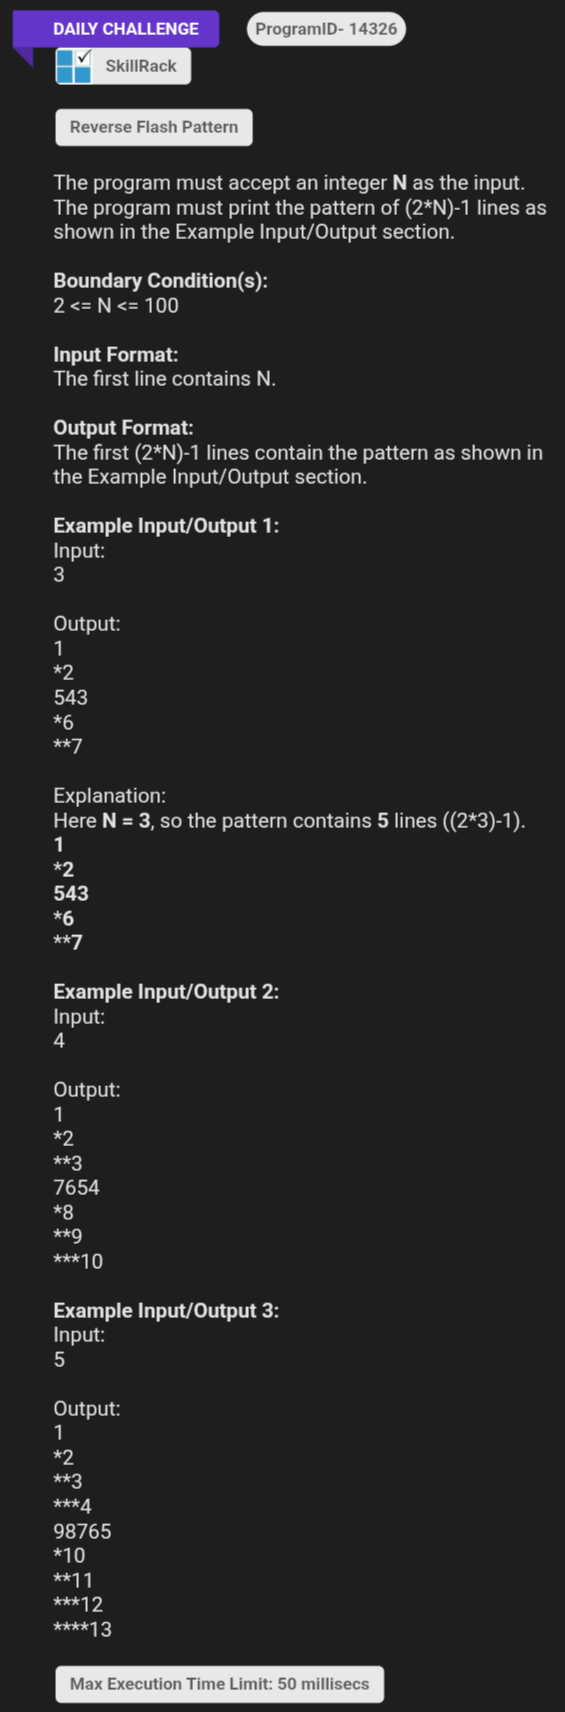 DAILY CHALLENGE
ProgramID- 14326
SkillRack
Reverse Flash Pattern
The program must accept an integer N as the input.
The program must print the pattern of (2*N)-1 lines as
shown in the Example Input/Output section.
Boundary Condition(s):
2 <= N <= 100
Input Format:
The first line contains N.
Output Format:
The first (2*N)-1 lines contain the pattern as shown in
the Example Input/Output section.
Example Input/Output 1:
Input:
3
Output:
1
*2
543
*6
**7
Explanation:
Here N = 3, so the pattern contains 5 lines ((2*3)-1).
1
*2
543
*6
**7
Example Input/Output 2:
Input:
4
Output:
1
*2
**3
7654
*8
**9
***10
Example Input/Output 3:
Input:
5
Output:
1
*2
**3
***4
98765
*10
**11
***12
****13
Max Execution Time Limit: 50 millisecs